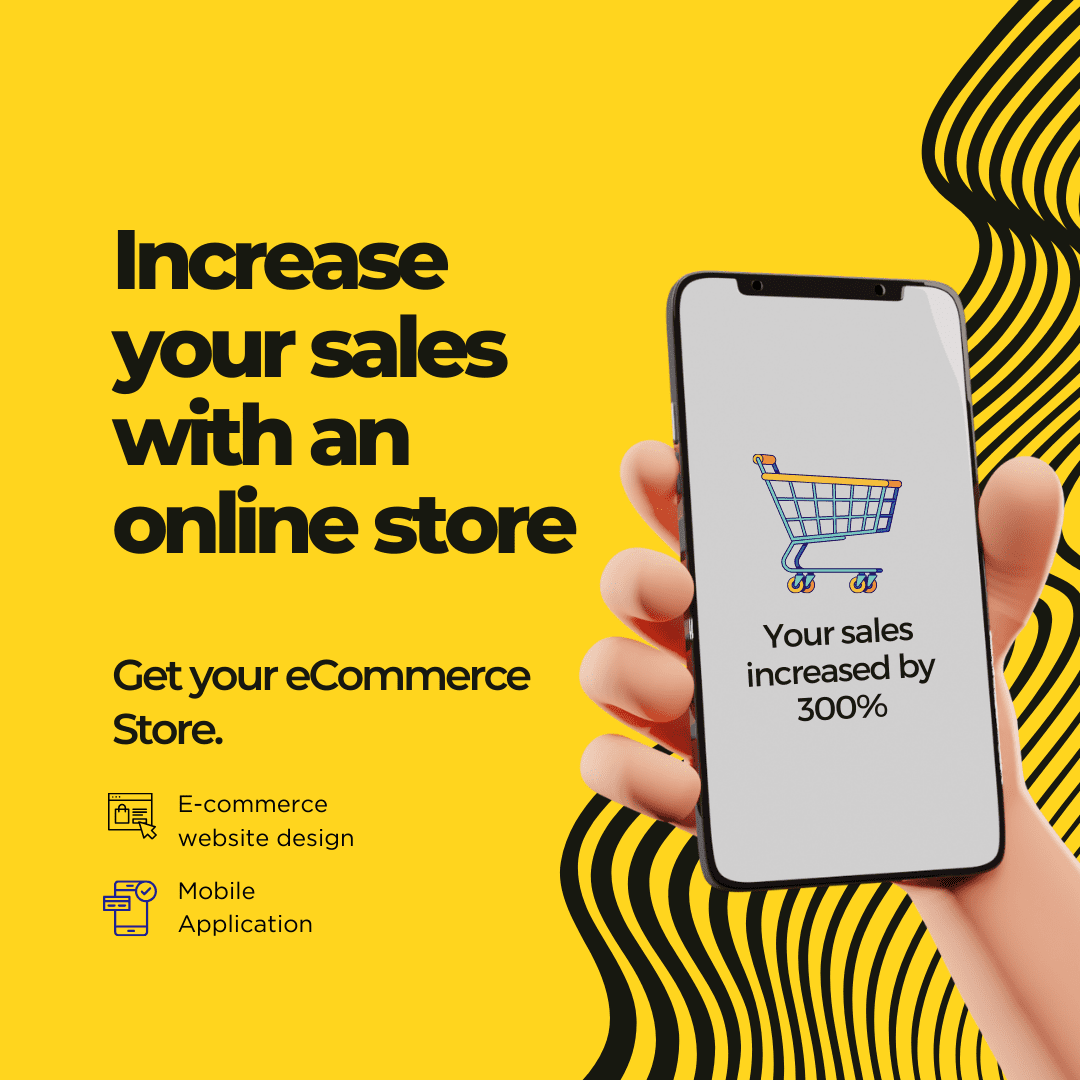 Increase
your sales
with an
online store
Get your eCommerce
Store.
E-commerce
website design
Mobile
Application
Your sales
increased by
300%